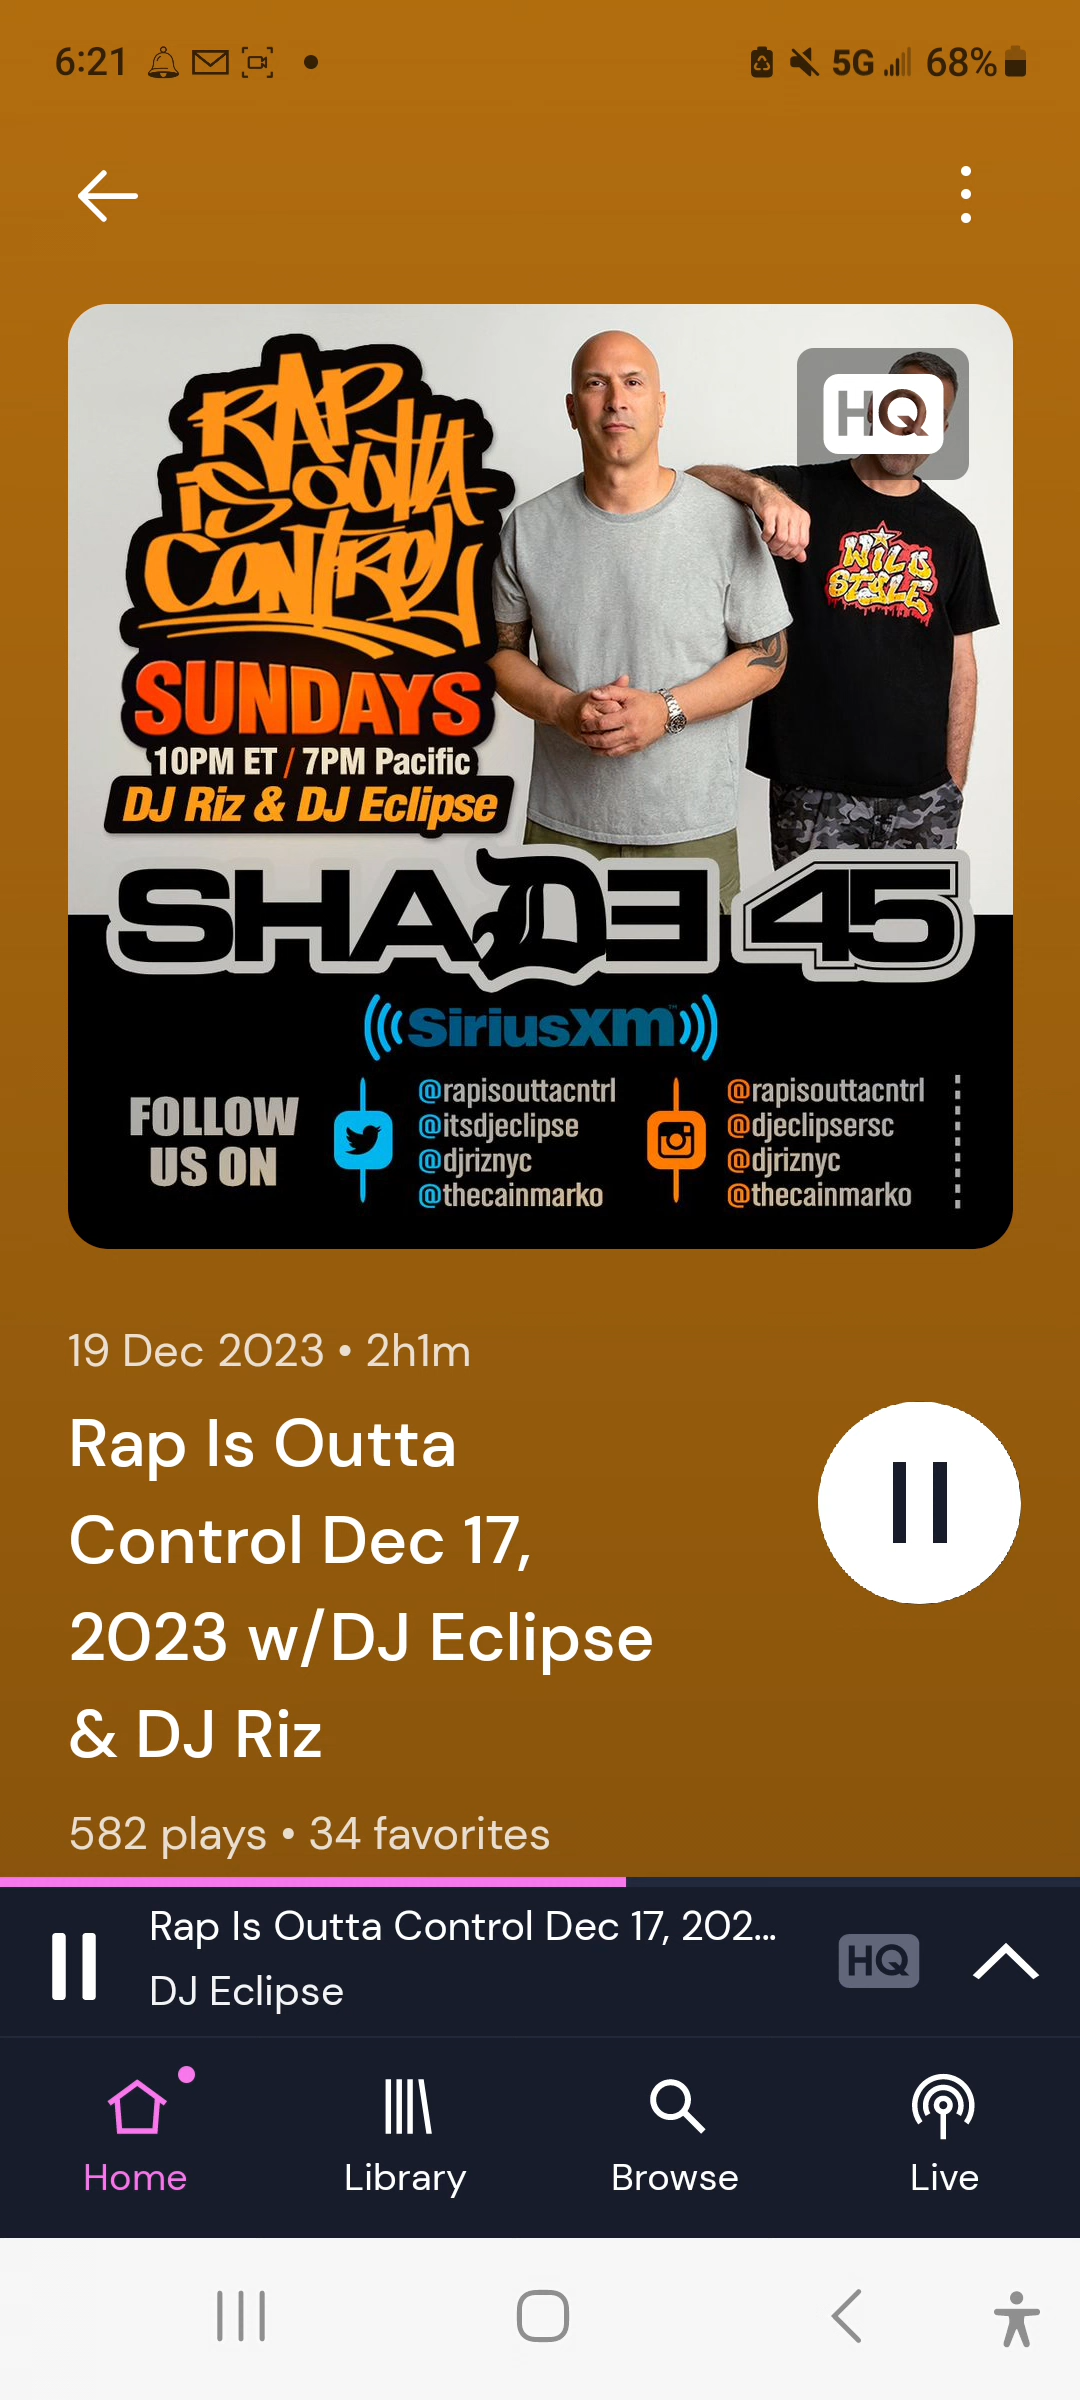 6:21 5G 68%
RAP
iS OUTTA
CONTROL
HQ
WILD
STYLE
SUNDAYS
10PM ET / 7PM Pacific
DJ Riz & DJ Eclipse
SHADE 45
((( SiriusXm™ )))
FOLLOW
US ON
@rapisouttacntrl
@itsdjeclipse
@djriznyc
@thecainmarko
@rapisouttacntrl
@djeclipsersc
@djriznyc
@thecainmarko
19 Dec 2023 • 2h1m
Rap Is Outta
Control Dec 17,
2023 w/DJ Eclipse
& DJ Riz
582 plays • 34 favorites
Rap Is Outta Control Dec 17, 202...
DJ Eclipse
HQ
Home Library Browse Live